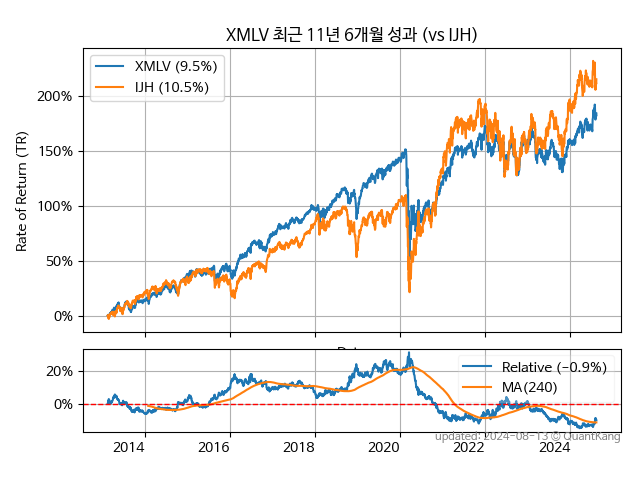 XMLV 최근 11년 6개월 성과 (vs IJH)
XMLV (9.5%)
IJH (10.5%)
Rate of Return (TR)
200%
150%
100%
50%
0%
Relative (−0.9%)
MA(240)
20%
0%
2014 2016 2018 2020 2022 2024
updated: 2024-08-13 © QuantKang